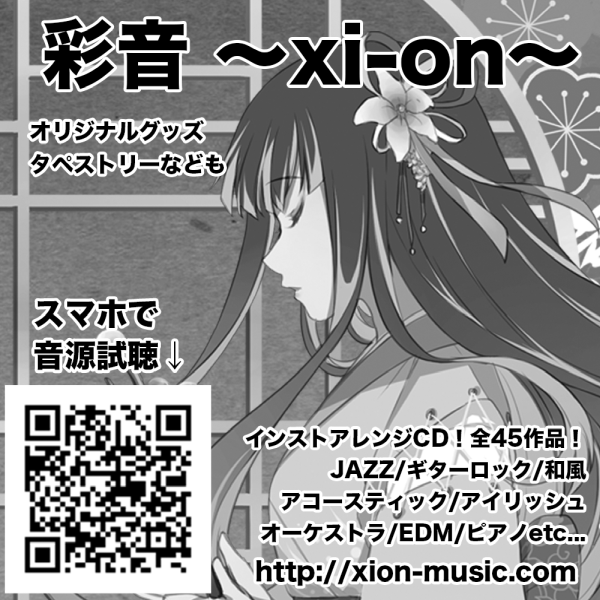 彩音 ～xi-on～
オリジナルグッズ
タペストリーなども
スマホで
音源試聴↓
インストアレンジCD！全45作品！
JAZZ/ギターロック/和風
アコースティック/アイリッシュ
オーケストラ/EDM/ピアノetc...
http://xion-music.com